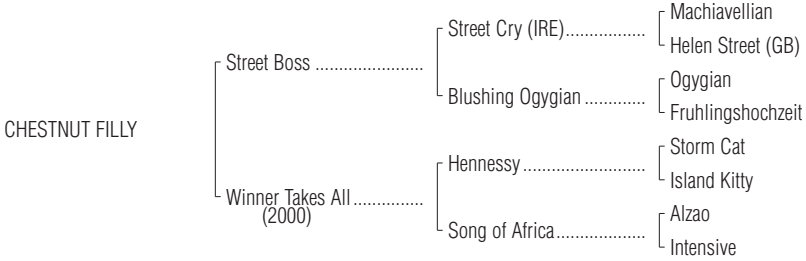 Machiavellian
Street Cry (IRE).................
Helen Street (GB)
Street Boss .......................
Ogygian
Blushing Ogygian .............
Fruhlingshochzeit
CHESTNUT FILLY
Storm Cat
Hennessy ..........................
Island Kitty
Winner Takes All ...............
(2000)
Alzao
Song of Africa...................
Intensive